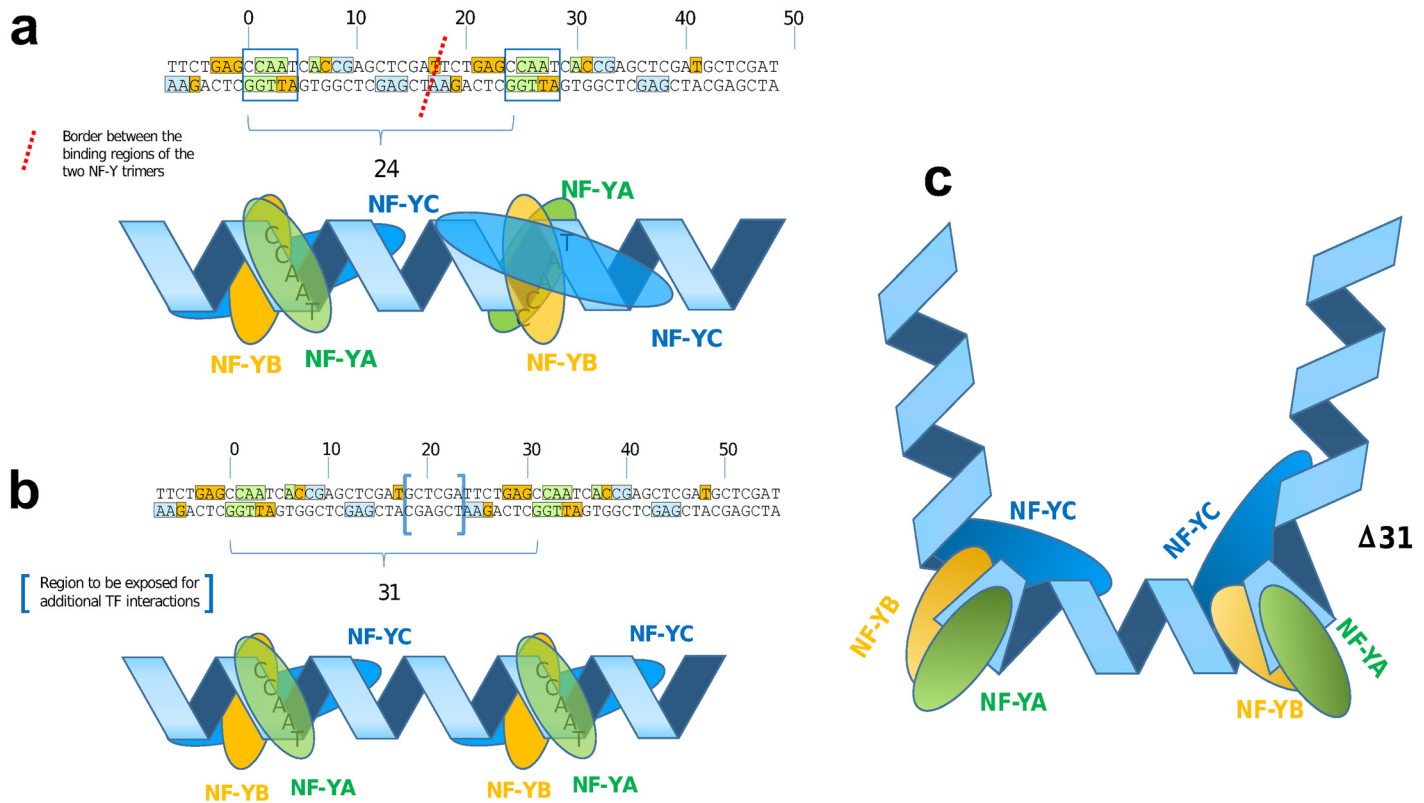 a
0 10 20 30 40 50
TTCTGAGCCAATCACCGAGCTCGATTCTGAGCCAATCACCGAGCTCGATGCTCGAT
AAGACTCGGTTAGTGGCTCGAGCTAAGACTCGGTTAGTGGCTCGAGCTACGAGCTA
Border between the
binding regions of the
two NF-Y trimers
24
NF-YC
NF-YA
CCAAT
T
A
A
C
C
NF-YB
NF-YA
NF-YB
NF-YC
b
0 10 20 30 40 50
TTCTGAGCCAATCACCGAGCTCGATGCTCGATTCTGAGCCAATCACCGAGCTCGATGCTCGAT
AAGACTCGGTTAGTGGCTCGAGCTACGAGCTAAGACTCGGTTAGTGGCTCGAGCTACGAGCTA
Region to be exposed for
additional TF interactions
31
NF-YC
NF-YC
CCAAT
CCAAT
NF-YB
NF-YA
NF-YB
NF-YA
c
NF-YC
NF-YC
Δ31
NF-YB
NF-YA
NF-YB
NF-YA